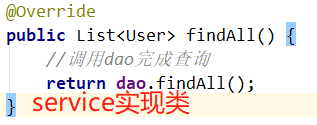 @Override
public List<User> findAll() {
//调用dao完成查询
return dao.findAll();
} service实现类